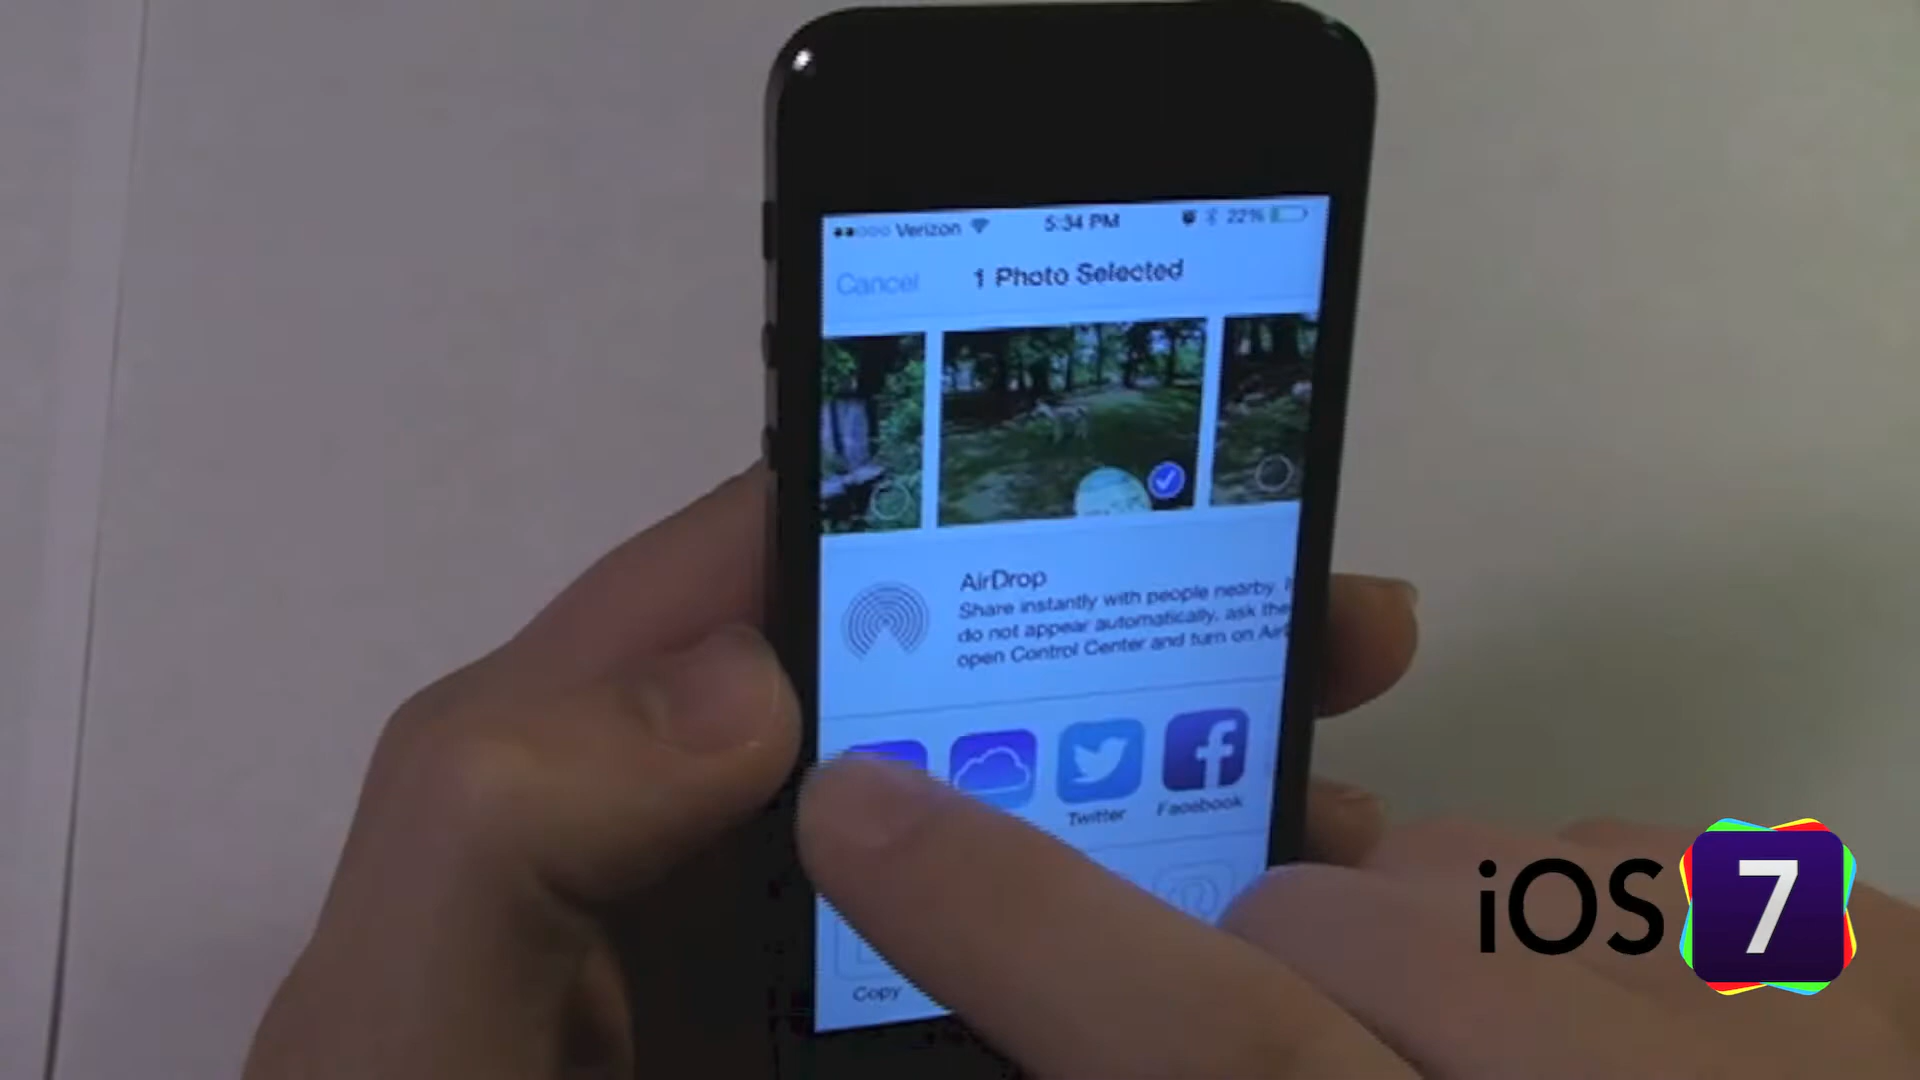 Verizon 5:34 PM 22%
Cancel 1 Photo Selected
AirDrop
Share instantly with people nearby.
do not appear automatically, ask the
open Control Center and turn on Air
Twitter Facebook
Copy
iOS 7